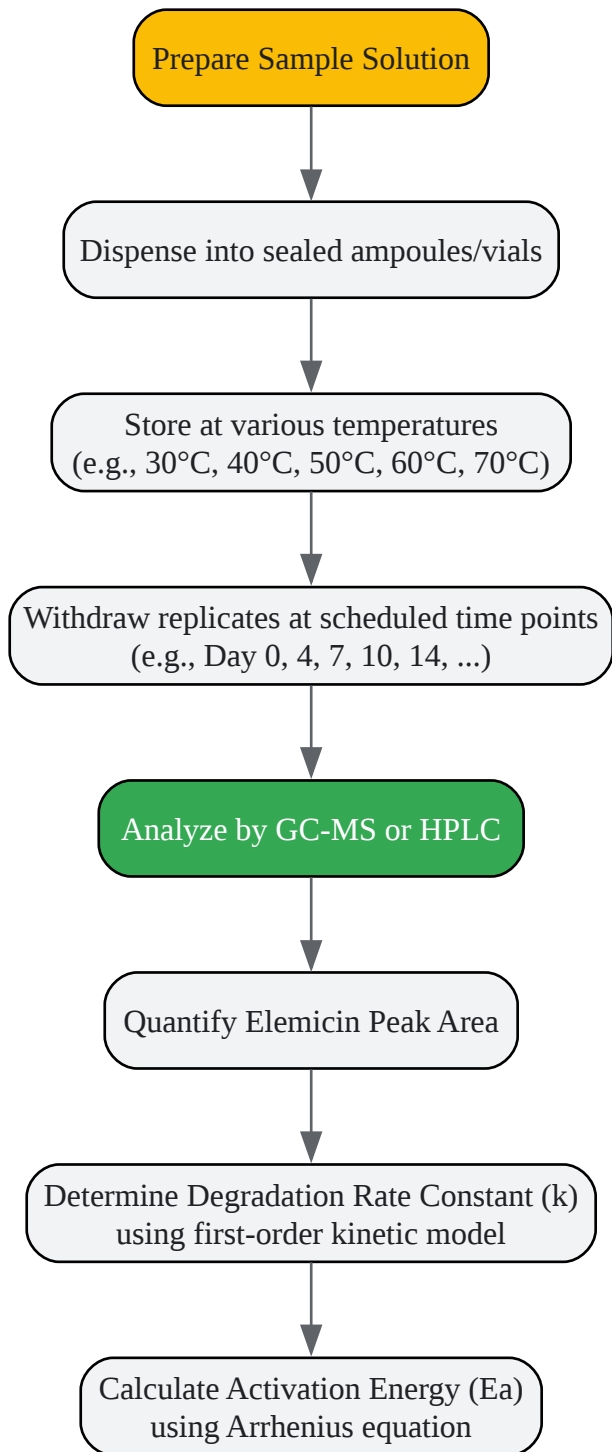 Prepare Sample Solution
Dispense into sealed ampoules/vials
Store at various temperatures
(e.g., 30°C, 40°C, 50°C, 60°C, 70°C)
Withdraw replicates at scheduled time points
(e.g., Day 0, 4, 7, 10, 14, ...)
Analyze by GC-MS or HPLC
Quantify Elemicin Peak Area
Determine Degradation Rate Constant (k)
using first-order kinetic model
Calculate Activation Energy (Ea)
using Arrhenius equation